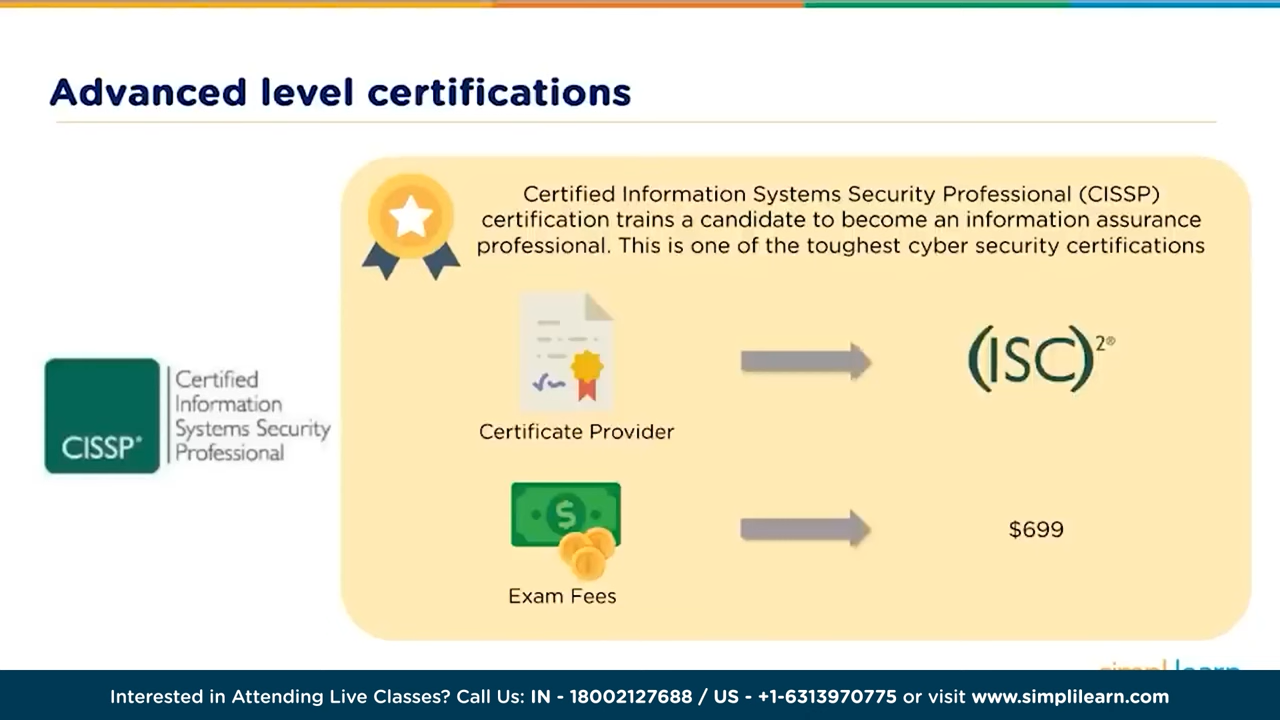 Advanced level certifications
Certified Information Systems Security Professional (CISSP)
certification trains a candidate to become an information assurance
professional. This is one of the toughest cyber security certifications
CISSP®
Certified
Information
Systems Security
Professional
(ISC)²®
Certificate Provider
$
$699
Exam Fees
simplilearn
Interested in Attending Live Classes? Call Us: IN - 18002127688 / US - +1-6313970775 or visit www.simplilearn.com